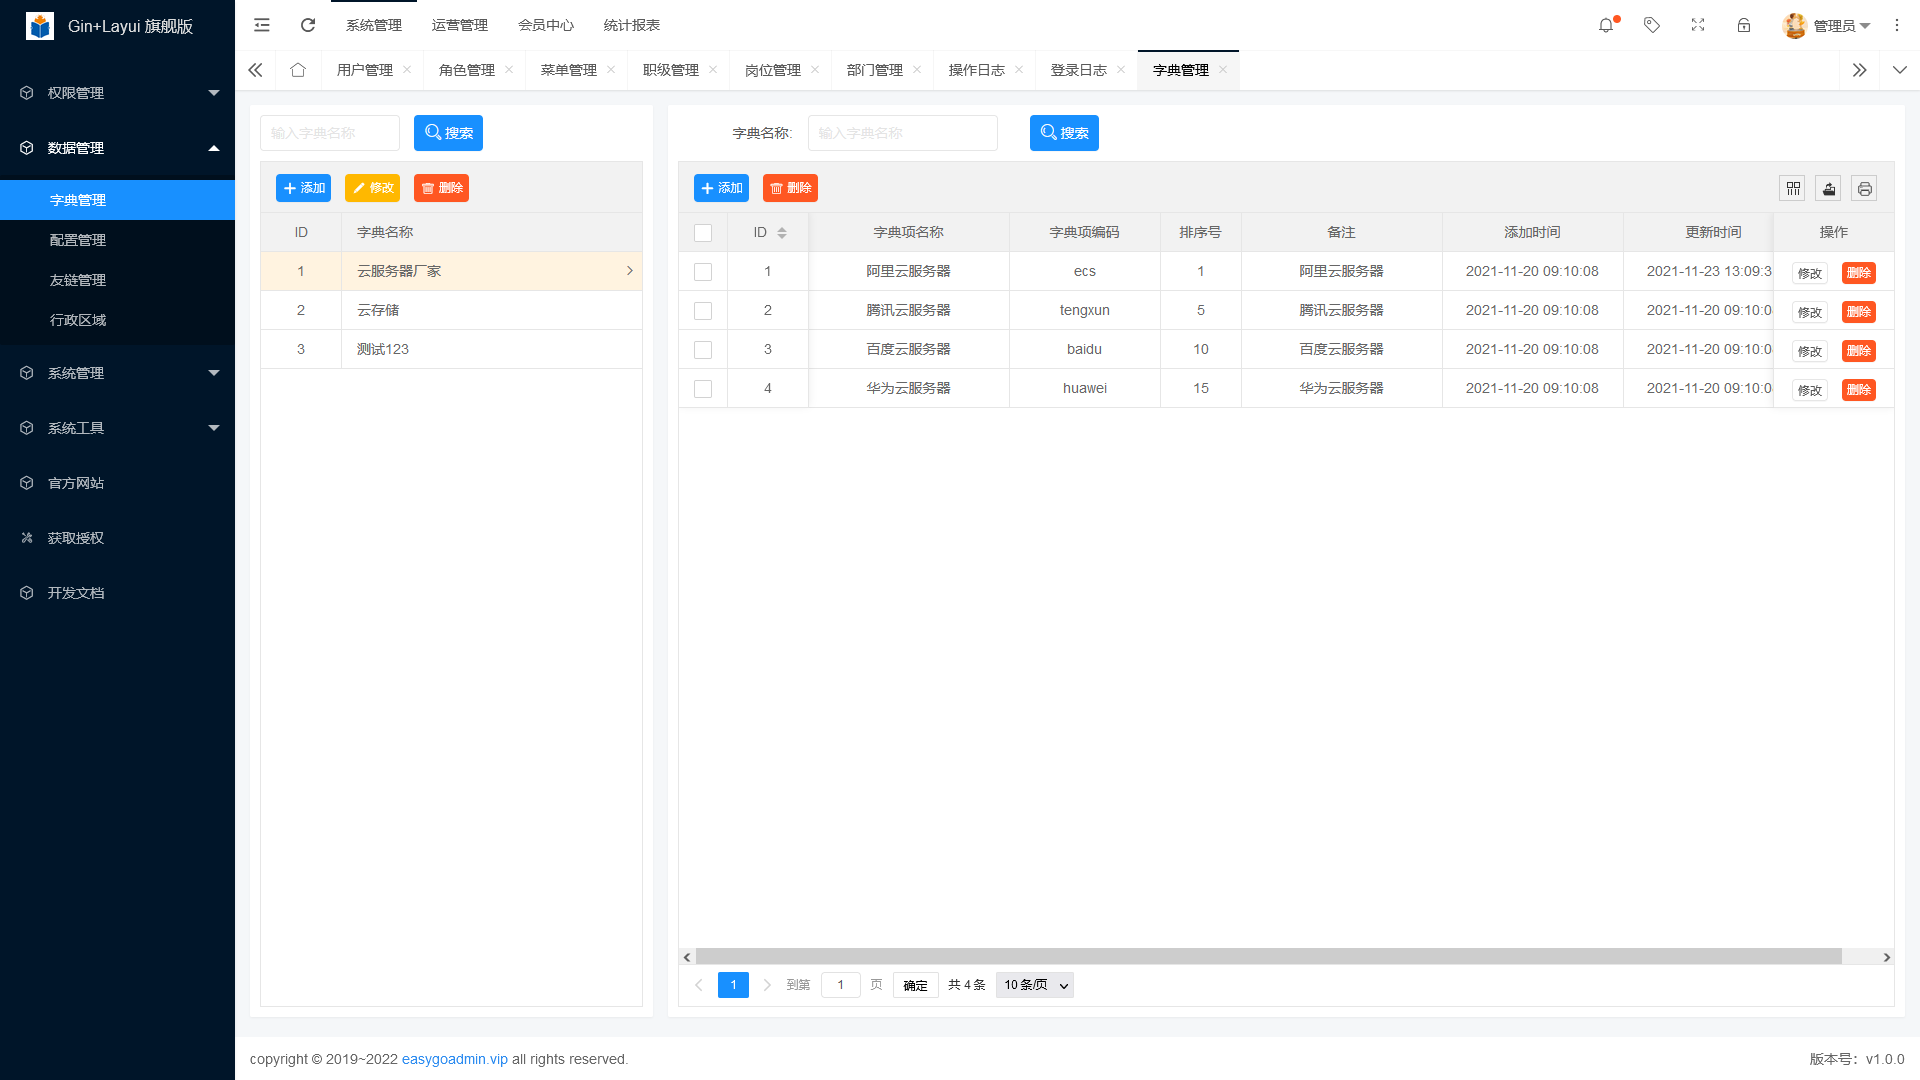 Gin+Layui 旗舰版
系统管理 运营管理 会员中心 统计报表
管理员
用户管理 角色管理 菜单管理 职级管理 岗位管理 部门管理 操作日志 登录日志 字典管理
权限管理
数据管理
字典管理
配置管理
友链管理
行政区域
系统管理
系统工具
官方网站
获取授权
开发文档
输入字典名称 搜索
添加 修改 删除
ID 字典名称
1 云服务器厂家
2 云存储
3 测试123
字典名称: 输入字典名称 搜索
添加 删除
ID 字典项名称 字典项编码 排序号 备注 添加时间 更新时间 操作
1 阿里云服务器 ecs 1 阿里云服务器 2021-11-20 09:10:08 2021-11-23 13:09:3 修改 删除
2 腾讯云服务器 tengxun 5 腾讯云服务器 2021-11-20 09:10:08 2021-11-20 09:10:0 修改 删除
3 百度云服务器 baidu 10 百度云服务器 2021-11-20 09:10:08 2021-11-20 09:10:0 修改 删除
4 华为云服务器 huawei 15 华为云服务器 2021-11-20 09:10:08 2021-11-20 09:10:0 修改 删除
1 到第 1 页 确定 共 4 条 10 条/页
copyright © 2019~2022 easygoadmin.vip all rights reserved.
版本号：v1.0.0